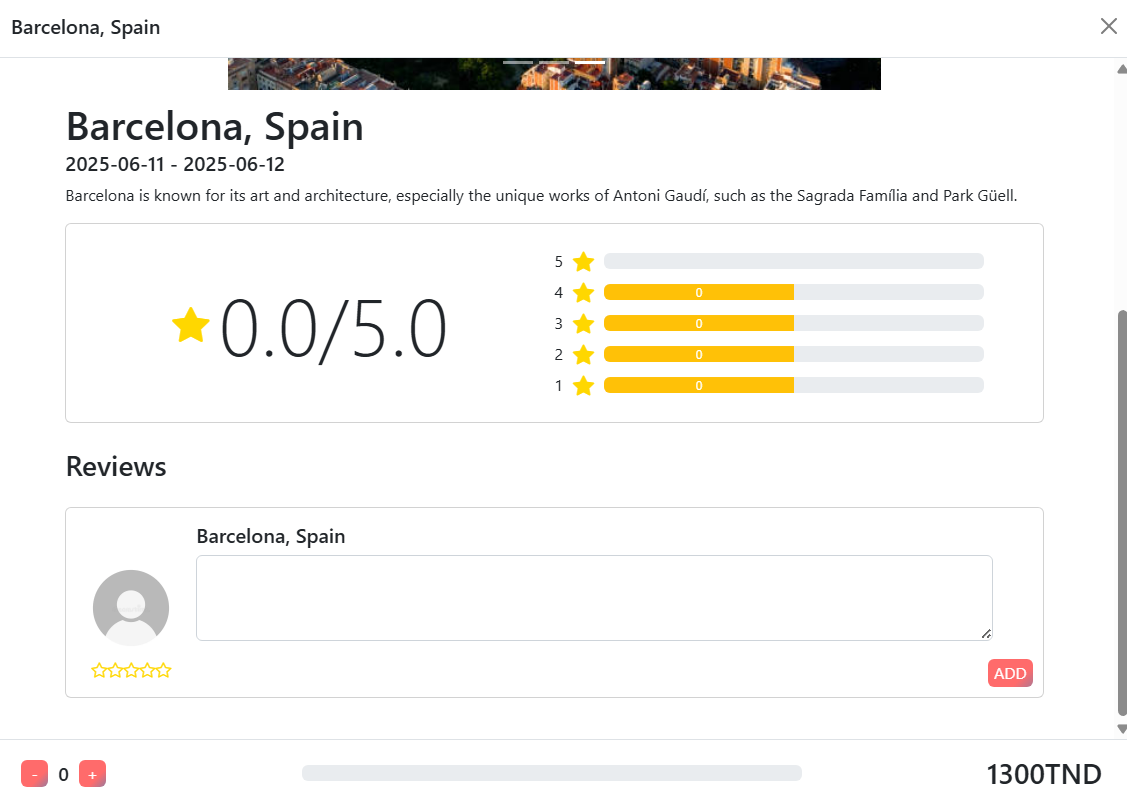 Barcelona, Spain
Barcelona, Spain
2025-06-11 - 2025-06-12
Barcelona is known for its art and architecture, especially the unique works of Antoni Gaudí, such as the Sagrada Família and Park Güell.
0.0/5.0
5
4 0
3 0
2 0
1 0
Reviews
Barcelona, Spain
ADD
- 0 +
1300TND